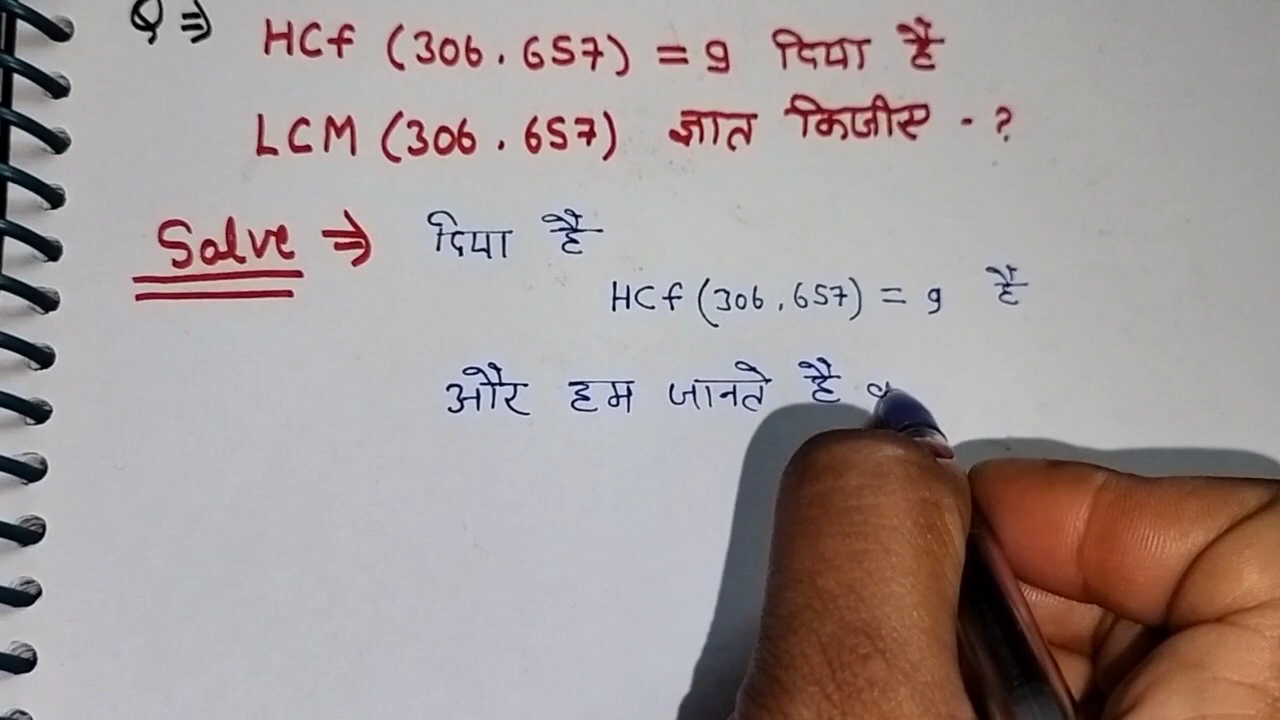 Q ⇒ HCf (306.657) = 9 दिया है
LCM (306.657) ज्ञात किजीए - ?
Solve ⇒ दिया है
HCf (306.657) = 9 है
और हम जानते है